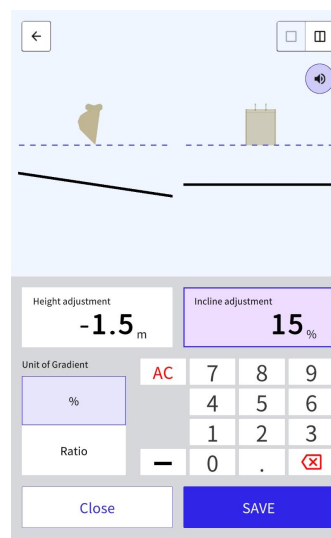 Height adjustment
-1.5 m
Incline adjustment
15 %
Unit of Gradient
%
Ratio
AC 7 8 9
4 5 6
1 2 3
- 0 .
Close
SAVE